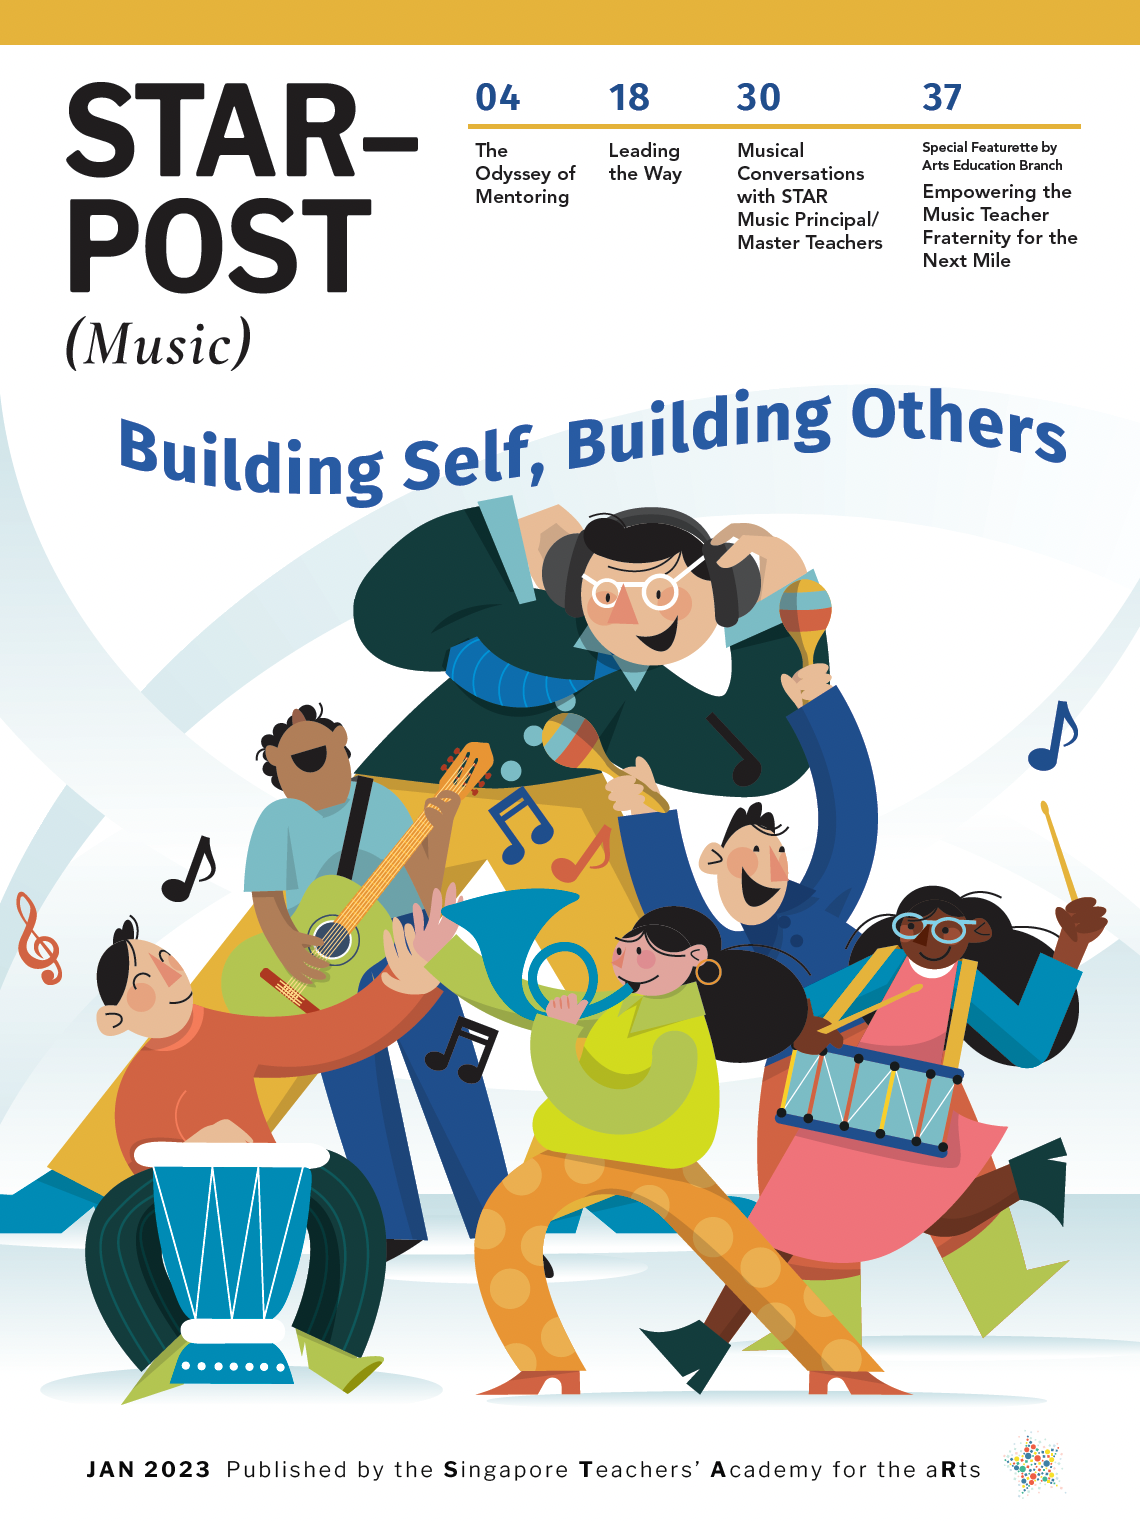 STAR–
POST
(Music)
04
The
Odyssey of
Mentoring
18
Leading
the Way
30
Musical
Conversations
with STAR
Music Principal/
Master Teachers
37
Special Featurette by
Arts Education Branch
Empowering the
Music Teacher
Fraternity for the
Next Mile
Building Self, Building Others
JAN 2023 Published by the Singapore Teachers’ Academy for the aRts